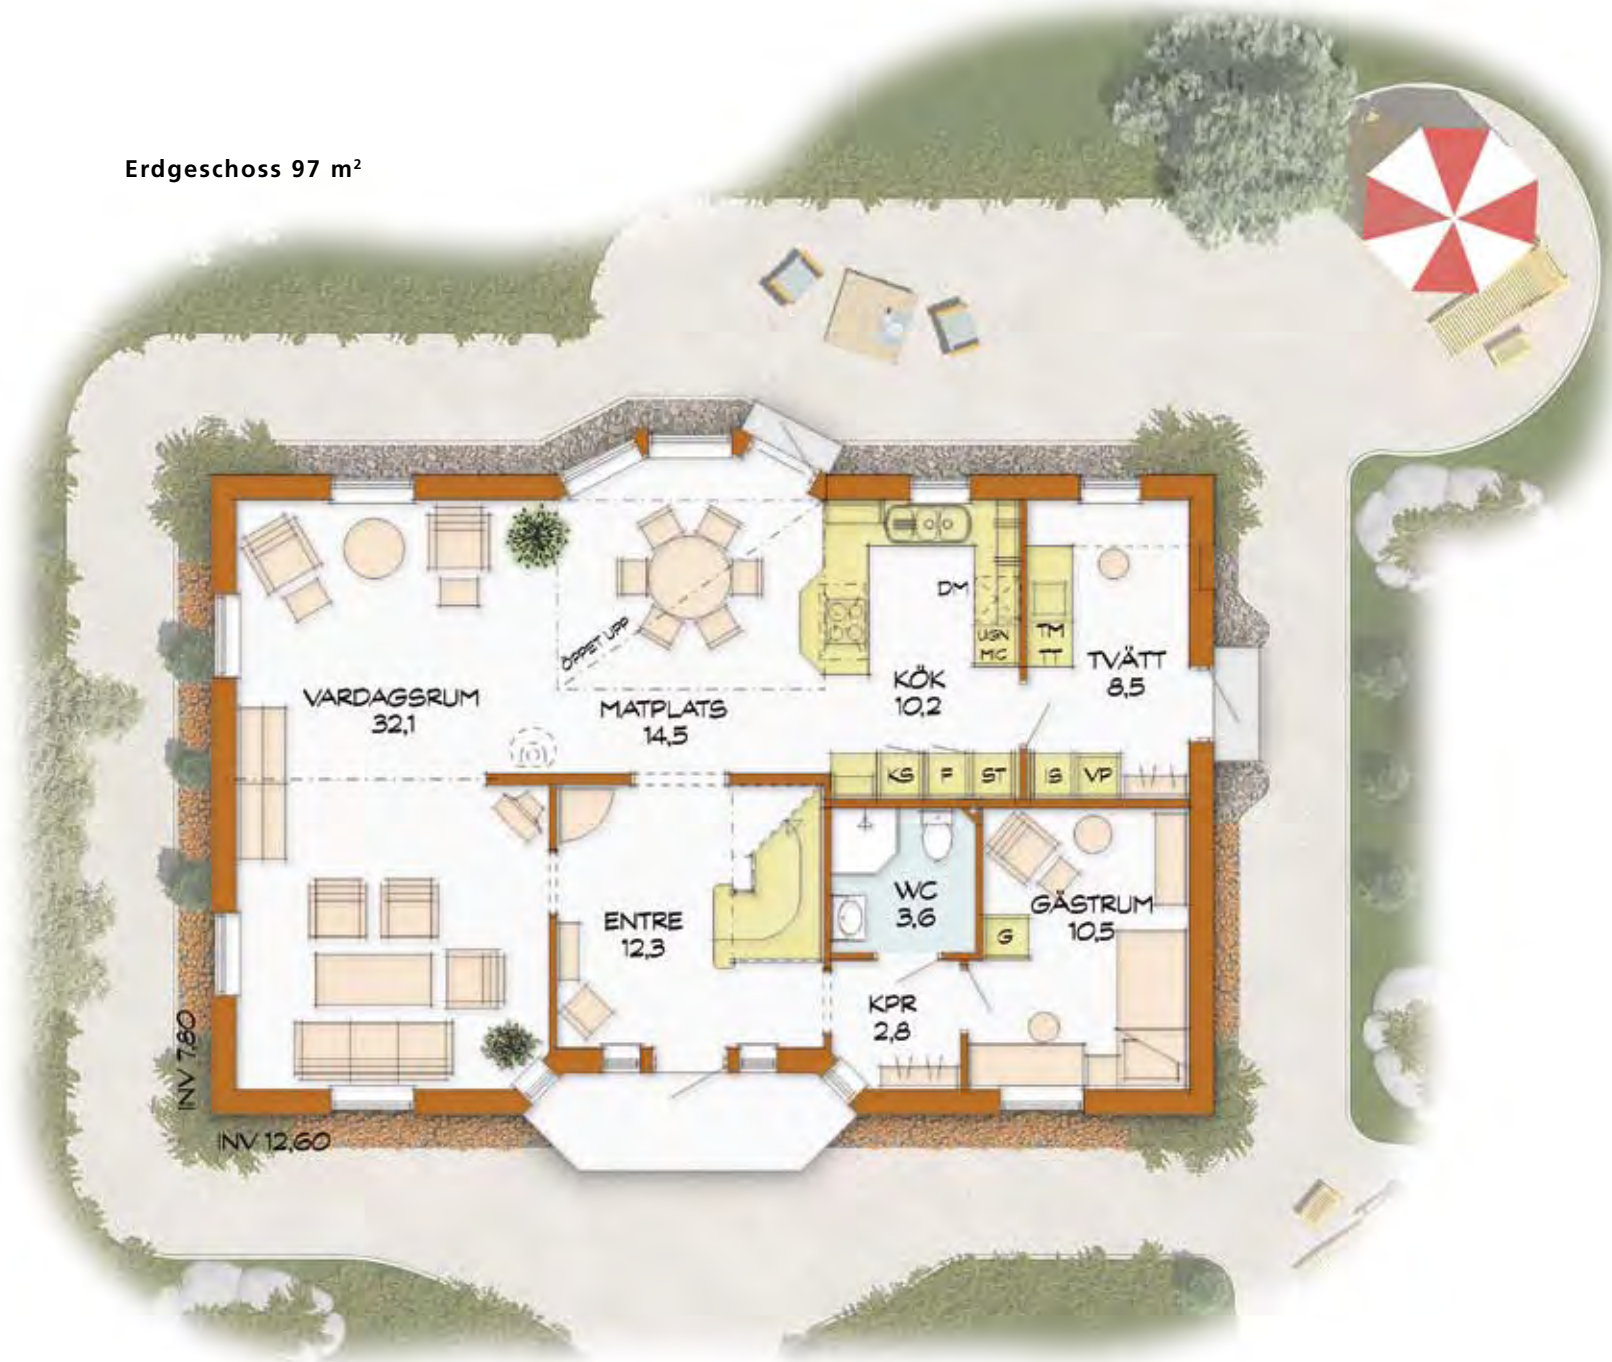 Erdgeschoss 97 m²
ÖPPET UPP
DM
UGN
MIC
TM
TT
TVÄTT
8,5
KÖK
10,2
VARDAGSRUM
32,1
MATPLATS
14,5
KS
F
ST
IS
VP
WC
3,6
GÄSTRUM
10,5
G
ENTRE
12,3
KPR
2,8
INV 7,80
INV 12,60